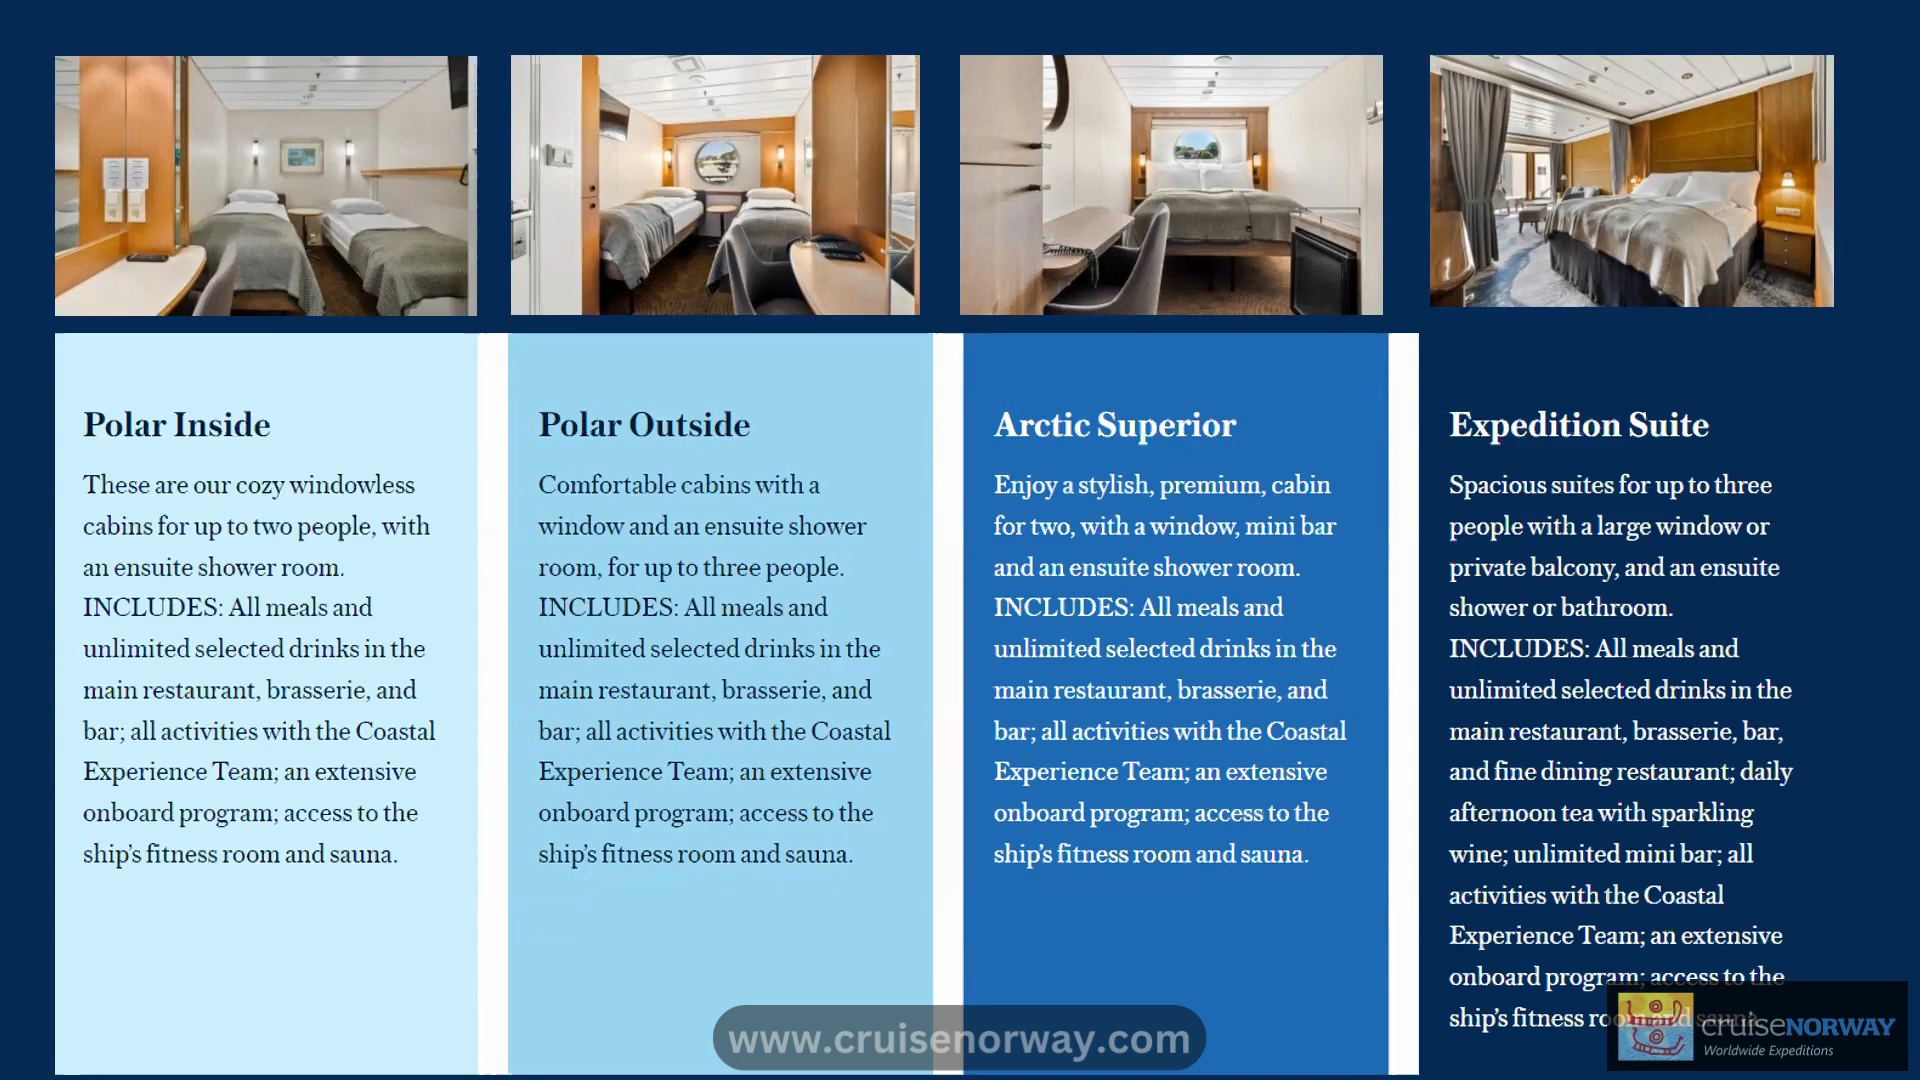 Polar Inside
These are our cozy windowless
cabins for up to two people, with
an ensuite shower room.
INCLUDES: All meals and
unlimited selected drinks in the
main restaurant, brasserie, and
bar; all activities with the Coastal
Experience Team; an extensive
onboard program; access to the
ship's fitness room and sauna.
Polar Outside
Comfortable cabins with a
window and an ensuite shower
room, for up to three people.
INCLUDES: All meals and
unlimited selected drinks in the
main restaurant, brasserie, and
bar; all activities with the Coastal
Experience Team; an extensive
onboard program; access to the
ship's fitness room and sauna.
Arctic Superior
Enjoy a stylish, premium, cabin
for two, with a window, mini bar
and an ensuite shower room.
INCLUDES: All meals and
unlimited selected drinks in the
main restaurant, brasserie, and
bar; all activities with the Coastal
Experience Team; an extensive
onboard program; access to the
ship's fitness room and sauna.
Expedition Suite
Spacious suites for up to three
people with a large window or
private balcony, and an ensuite
shower or bathroom.
INCLUDES: All meals and
unlimited selected drinks in the
main restaurant, brasserie, bar,
and fine dining restaurant; daily
afternoon tea with sparkling
wine; unlimited mini bar; all
activities with the Coastal
Experience Team; an extensive
onboard program; access to the
ship's fitness room and sauna.
www.cruisenorway.com
cruiseNORWAY
Worldwide Expeditions